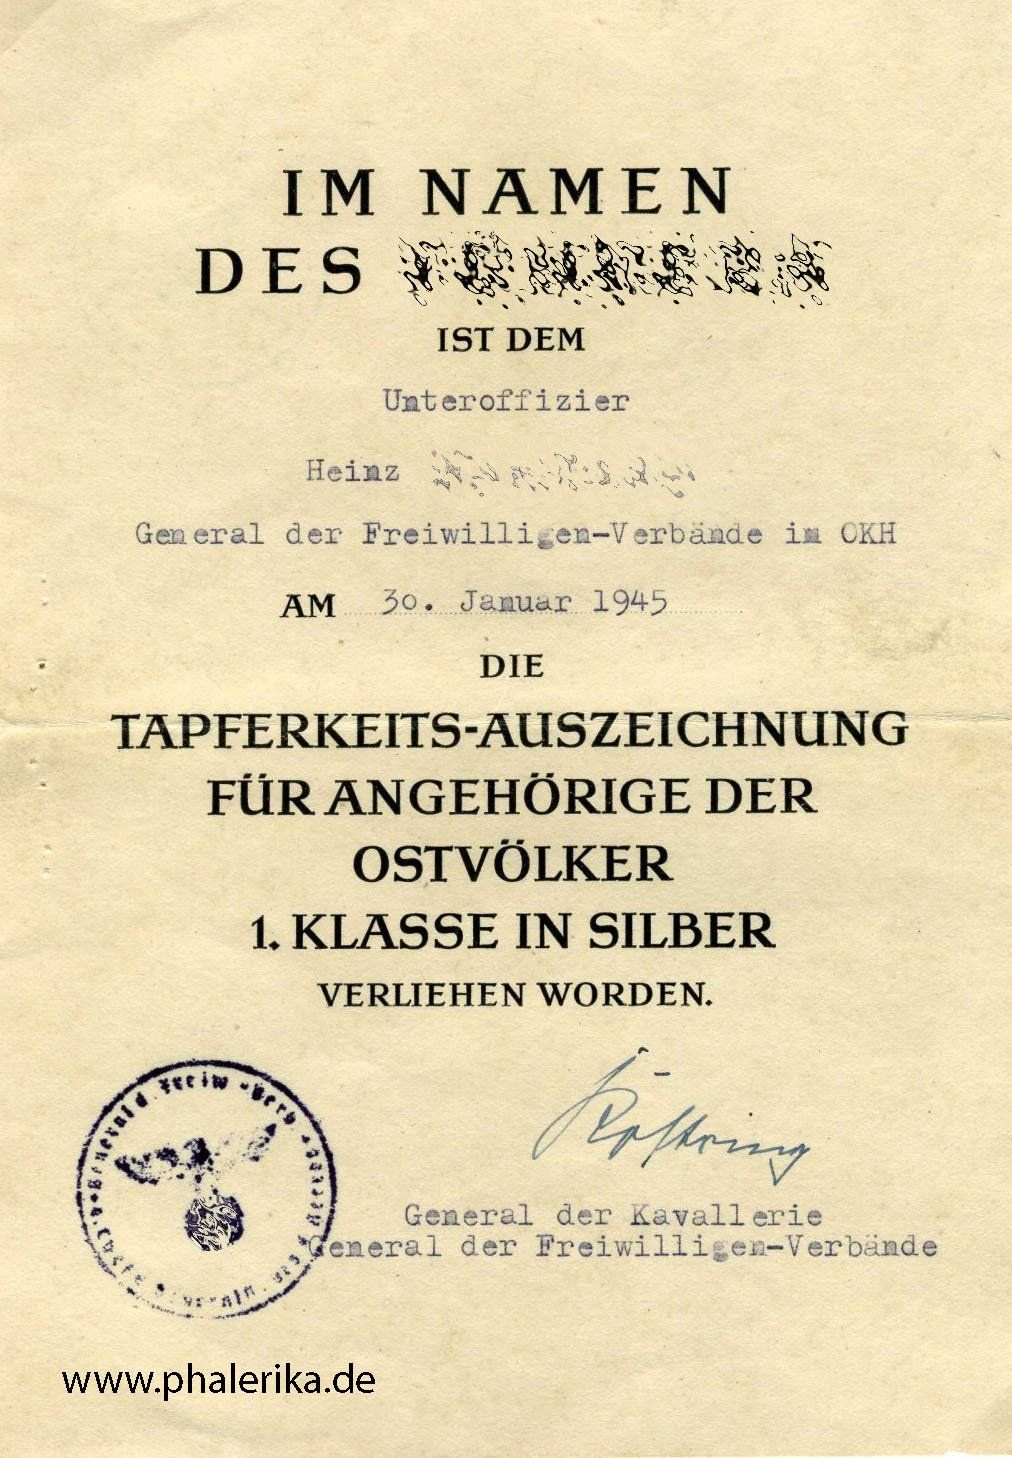 IM NAMEN
DES
IST DEM
Unteroffizier
Heinz
General der Freiwilligen-Verbände im OKH
AM 30. Januar 1945
DIE
TAPFERKEITS-AUSZEICHNUNG
FÜR ANGEHÖRIGE DER
OSTVÖLKER
1. KLASSE IN SILBER
VERLIEHEN WORDEN.
Köstring
General der Kavallerie
General der Freiwilligen-Verbände
www.phalerika.de